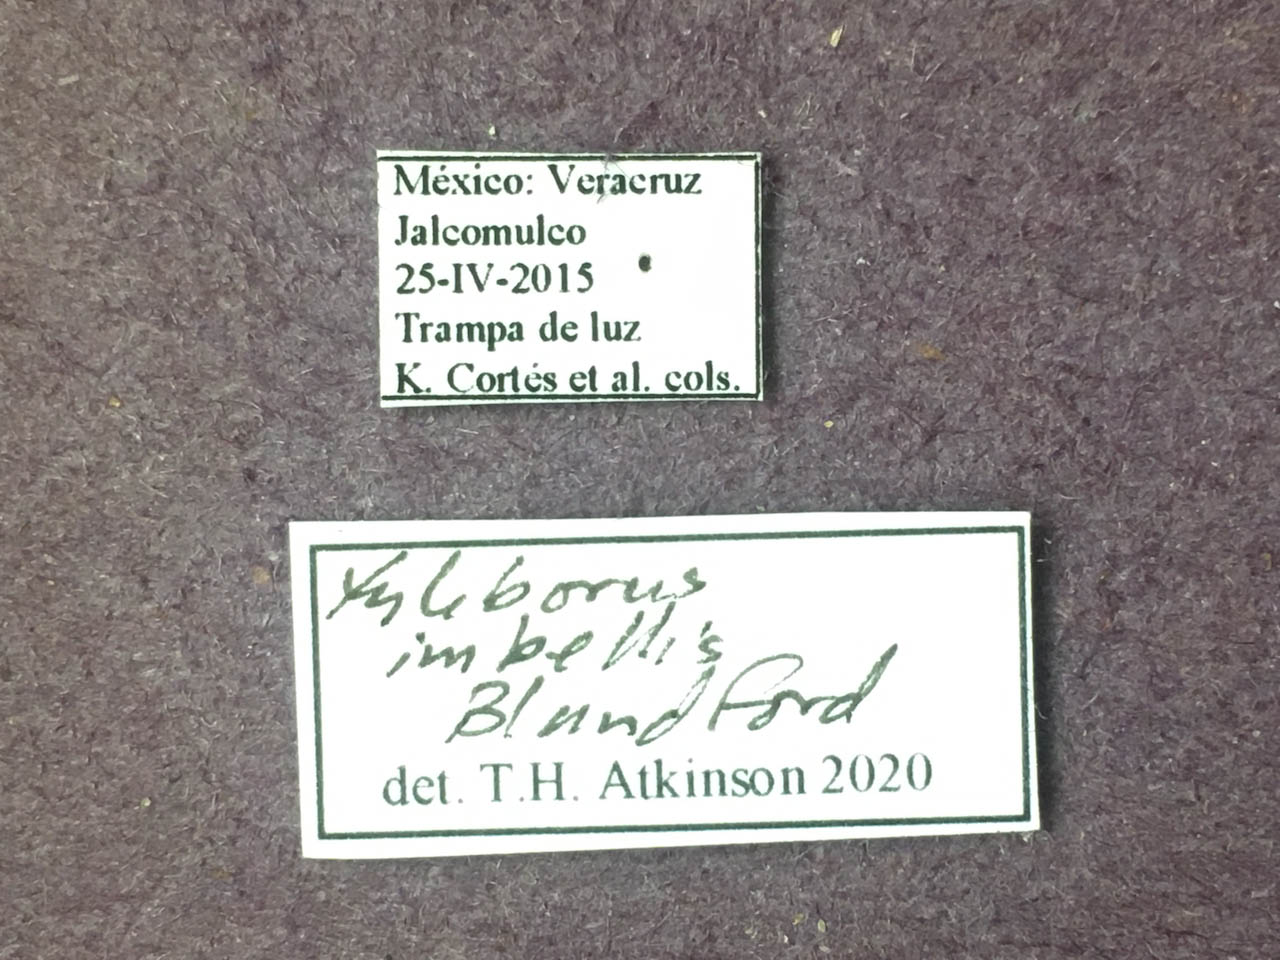 México: Veracruz
Jalcomulco
25-IV-2015
Trampa de luz
K. Cortés et al. cols.
Xyleborus
imbellis
Blandford
det. T.H. Atkinson 2020